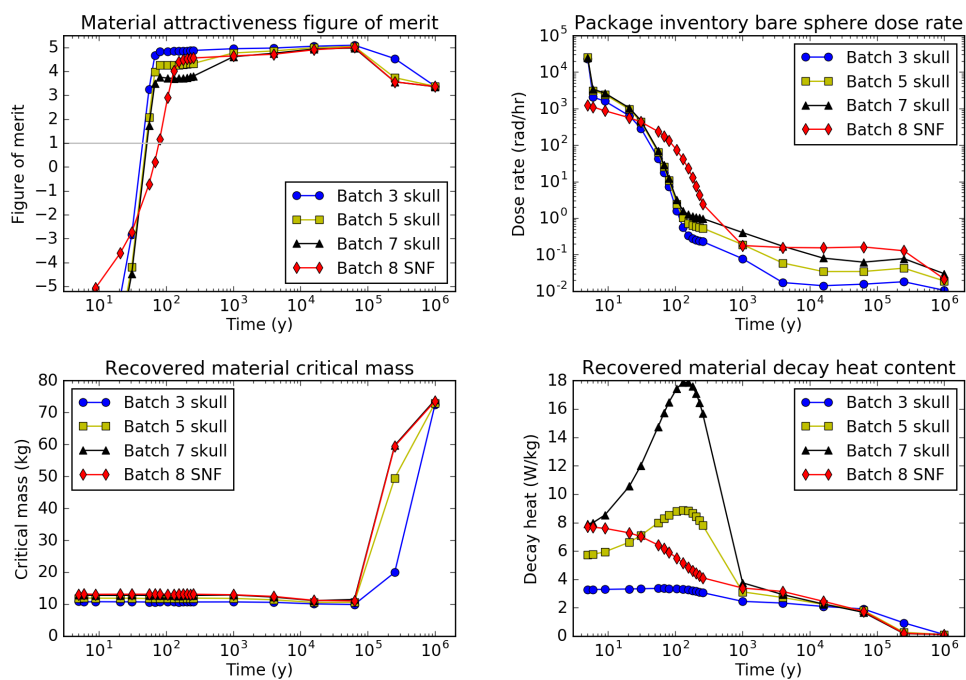 Material attractiveness figure of merit
5
4
3
2
1
0
−1
−2
−3
−4
−5
Figure of merit
Batch 3 skull
Batch 5 skull
Batch 7 skull
Batch 8 SNF
10^1 10^2 10^3 10^4 10^5 10^6
Time (y)
Package inventory bare sphere dose rate
10^5
10^4
10^3
10^2
10^1
10^0
10^-1
10^-2
Dose rate (rad/hr)
Batch 3 skull
Batch 5 skull
Batch 7 skull
Batch 8 SNF
10^1 10^2 10^3 10^4 10^5 10^6
Time (y)
Recovered material critical mass
80
70
60
50
40
30
20
10
0
Critical mass (kg)
Batch 3 skull
Batch 5 skull
Batch 7 skull
Batch 8 SNF
10^1 10^2 10^3 10^4 10^5 10^6
Time (y)
Recovered material decay heat content
18
16
14
12
10
8
6
4
2
0
Decay heat (W/kg)
Batch 3 skull
Batch 5 skull
Batch 7 skull
Batch 8 SNF
10^1 10^2 10^3 10^4 10^5 10^6
Time (y)